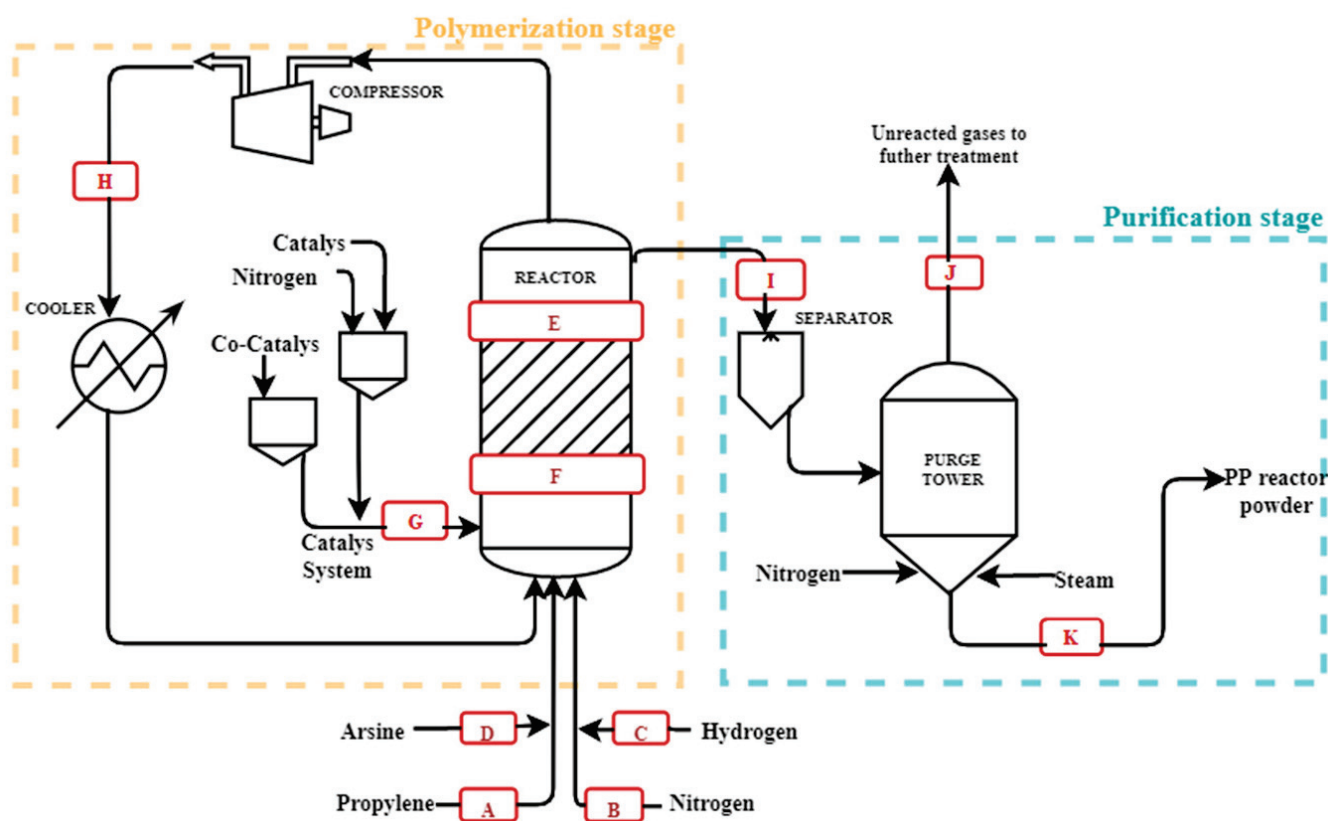 Polymerization stage
COMPRESSOR
H
Unreacted gases to
futher treatment
Purification stage
Catalys
Nitrogen
REACTOR
I
J
COOLER
E
SEPARATOR
Co-Catalys
F
PURGE
TOWER
PP reactor
powder
G
Catalys
System
Nitrogen
Steam
K
Arsine
D
C
Hydrogen
Propylene
A
B
Nitrogen